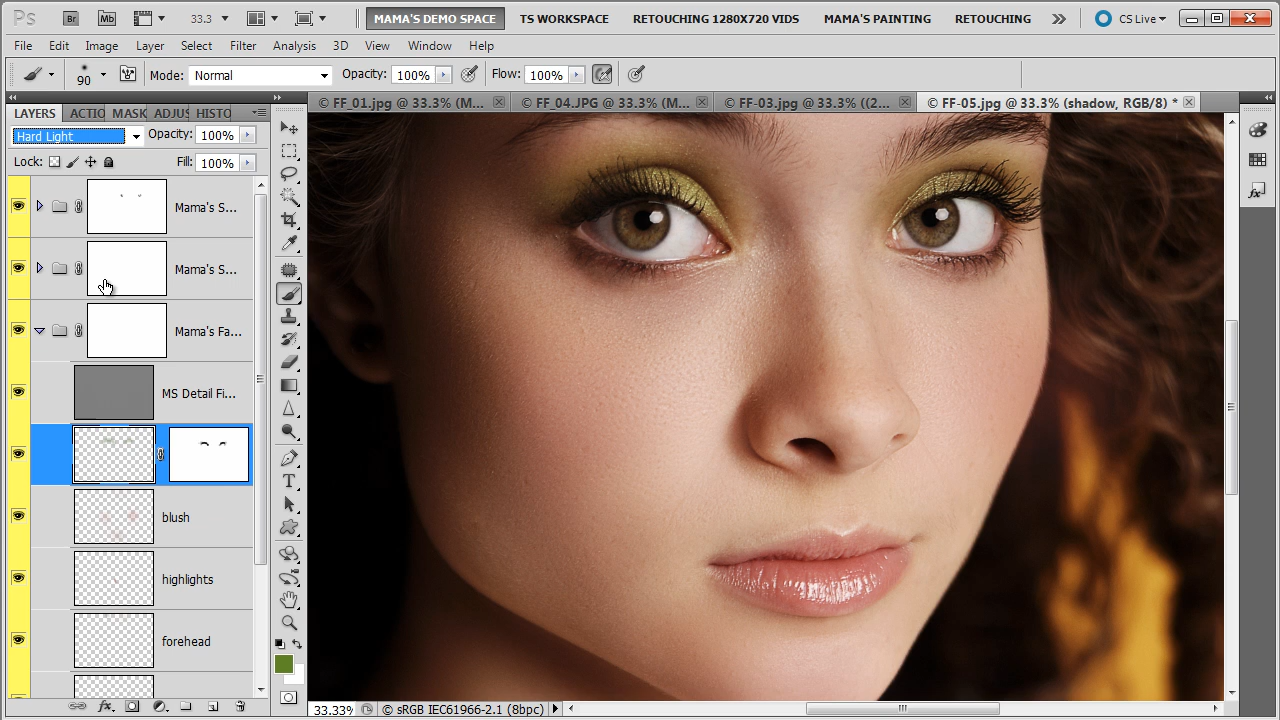 Ps Br Mb 33.3 MAMA'S DEMO SPACE TS WORKSPACE RETOUCHING 1280X720 VIDS MAMA'S PAINTING RETOUCHING CS Live
File Edit Image Layer Select Filter Analysis 3D View Window Help
90 Mode: Normal Opacity: 100% Flow: 100%
LAYERS ACTIO MASK ADJUS HISTO
© FF_01.jpg @ 33.3% (M... © FF_04.JPG @ 33.3% (M... © FF-03.jpg @ 33.3% ((2... © FF-05.jpg @ 33.3% (shadow, RGB/8) *
Hard Light Opacity: 100%
Lock: Fill: 100%
Mama's S...
Mama's S...
Mama's Fa...
MS Detail Fi...
blush
highlights
forehead
fx
33.33% © sRGB IEC61966-2.1 (8bpc)